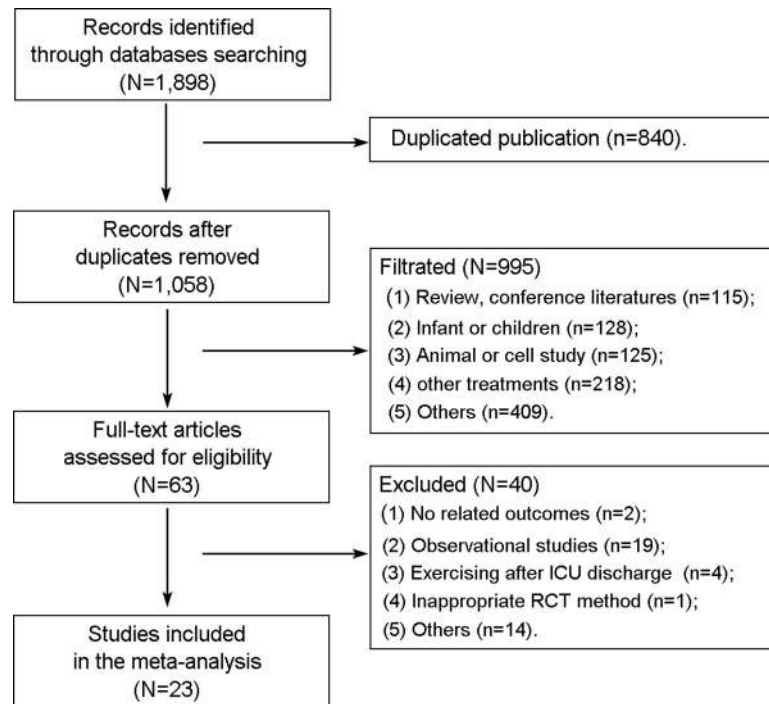 Records identified
through databases searching
(N=1,898)
Duplicated publication (n=840).
Records after
duplicates removed
(N=1,058)
Filtrated (N=995)
(1) Review, conference literatures (n=115);
(2) Infant or children (n=128);
(3) Animal or cell study (n=125);
(4) other treatments (n=218);
(5) Others (n=409).
Full-text articles
assessed for eligibility
(N=63)
Excluded (N=40)
(1) No related outcomes (n=2);
(2) Observational studies (n=19);
(3) Exercising after ICU discharge (n=4);
(4) Inappropriate RCT method (n=1);
(5) Others (n=14).
Studies included
in the meta-analysis
(N=23)